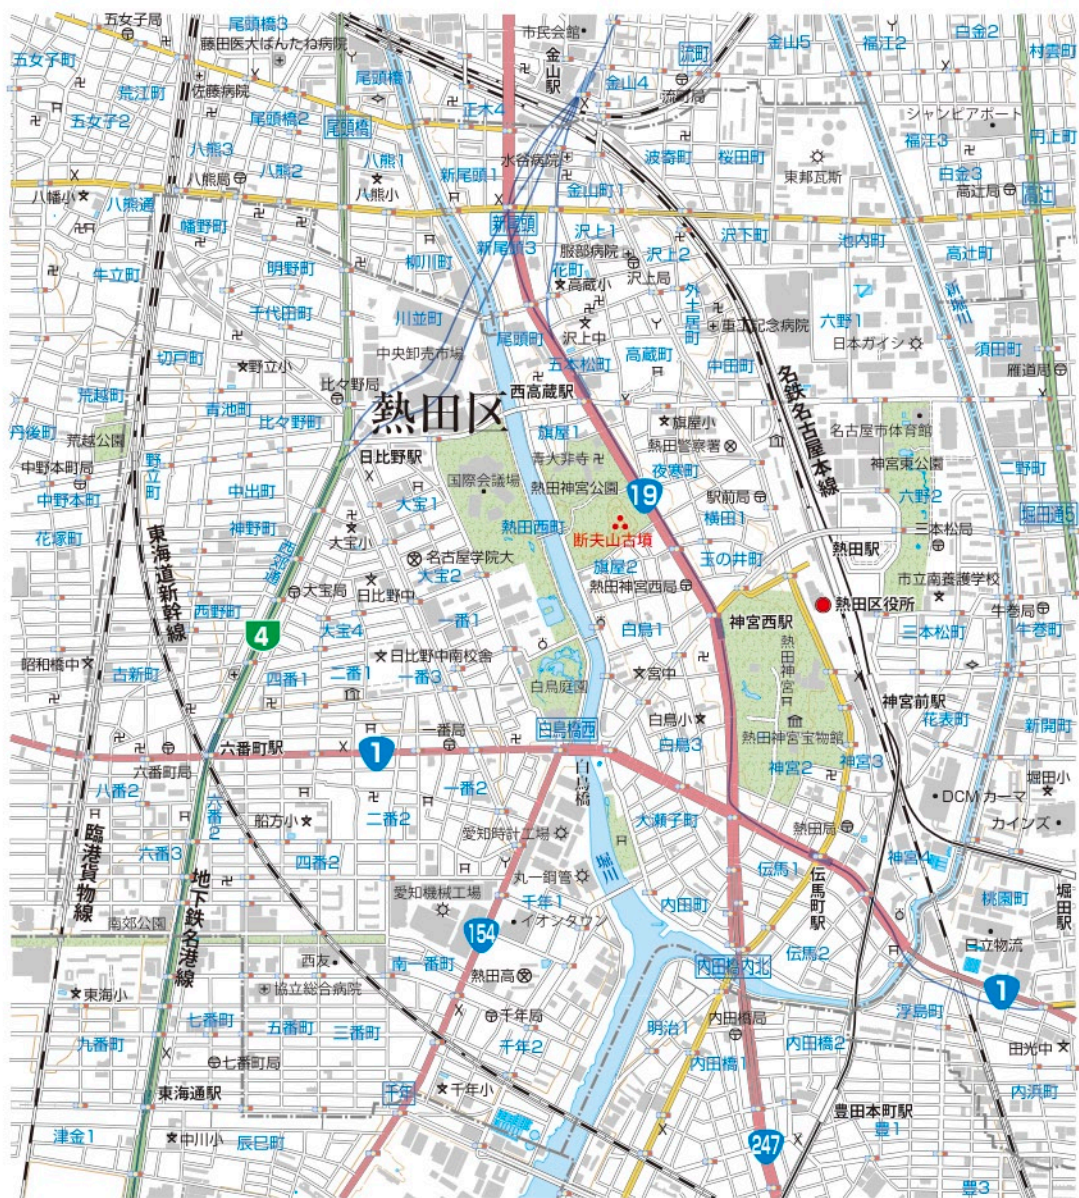 五女子局
尾頭橋3
市民会館
流町
金山5
福江2
白金2
村雲町
藤田医大ばんたね病院
五女子町
金山駅
尾頭橋1
金山4
流町局
佐藤病院
荒江町
正木4
シャンピアポート
五女子2
尾頭橋2
尾頭橋
福江3
円上町
八熊3
八熊1
水谷病院
波寄町
桜田町
八熊局
八熊2
新尾頭1
東邦瓦斯
白金3
八幡小
八熊通
八熊小
金山町1
高辻局
高辻
幡野町
新尾頭
沢上1
沢下町
池内町
高辻町
柳川町
新尾頭3
服部病院
沢上2
牛立町
明野町
花町
沢上局
高蔵小
外土居町
新堀川
千代田町
川並町
重工記念病院
六野1
尾頭町
沢上中
切戸町
中央卸売市場
五本松町
高蔵町
中田町
日本ガイシ
須田町
野立小
雁道局
荒越町
比々野局
西高蔵駅
名鉄名古屋本線
青池町
比々野町
熱田区
旗屋小
丹後町
荒越公園
旗屋1
熱田警察署
名古屋市体育館
日比野駅
青大非寺
神宮東公園
中野本町局
野立町
国際会議場
夜寒町
二野町
中野本町
中出町
大宝1
熱田神宮公園
19
駅前局
六野2
花塚町
神野町
大宝小
熱田西町
断夫山古墳
横田1
三本松局
堀田通5
東海道新幹線
西郊通
名古屋学院大
旗屋2
玉の井町
熱田駅
大宝局
大宝2
熱田神宮西局
市立南養護学校
西野町
日比野中
熱田区役所
牛巻局
4
大宝4
一番1
白鳥1
神宮西駅
三本松町
牛巻町
昭和橋中
日比野中南校舎
熱田神宮
古新町
四番1
二番1
一番3
白鳥庭園
宮中
神宮前駅
白鳥橋西
白鳥小
花表町
新開町
六番町駅
1
一番局
白鳥3
熱田神宮宝物館
六番町局
白鳥橋
神宮2
神宮3
堀田小
八番2
一番2
DCMカーマ
六番2
船方小
二番2
愛知時計工場
大瀬子町
熱田局
カインズ
臨港貨物線
六番3
四番2
堀川
伝馬1
神宮4
地下鉄名港線
丸一鋼管
愛知機械工場
千年1
内田町
伝馬町駅
桃園町
堀田駅
南郊公園
154
イオンタウン
日立物流
西友
南一番町
内田橋内北
伝馬2
熱田高
1
東海小
協立総合病院
浮島町
七番町
五番町
三番町
千年局
明治1
内田橋局
九番町
千年2
内田橋2
田光中
七番町局
内田橋1
東海通駅
千年
千年小
内浜町
豊田本町駅
津金1
中川小
辰巳町
豊1
247
豊3